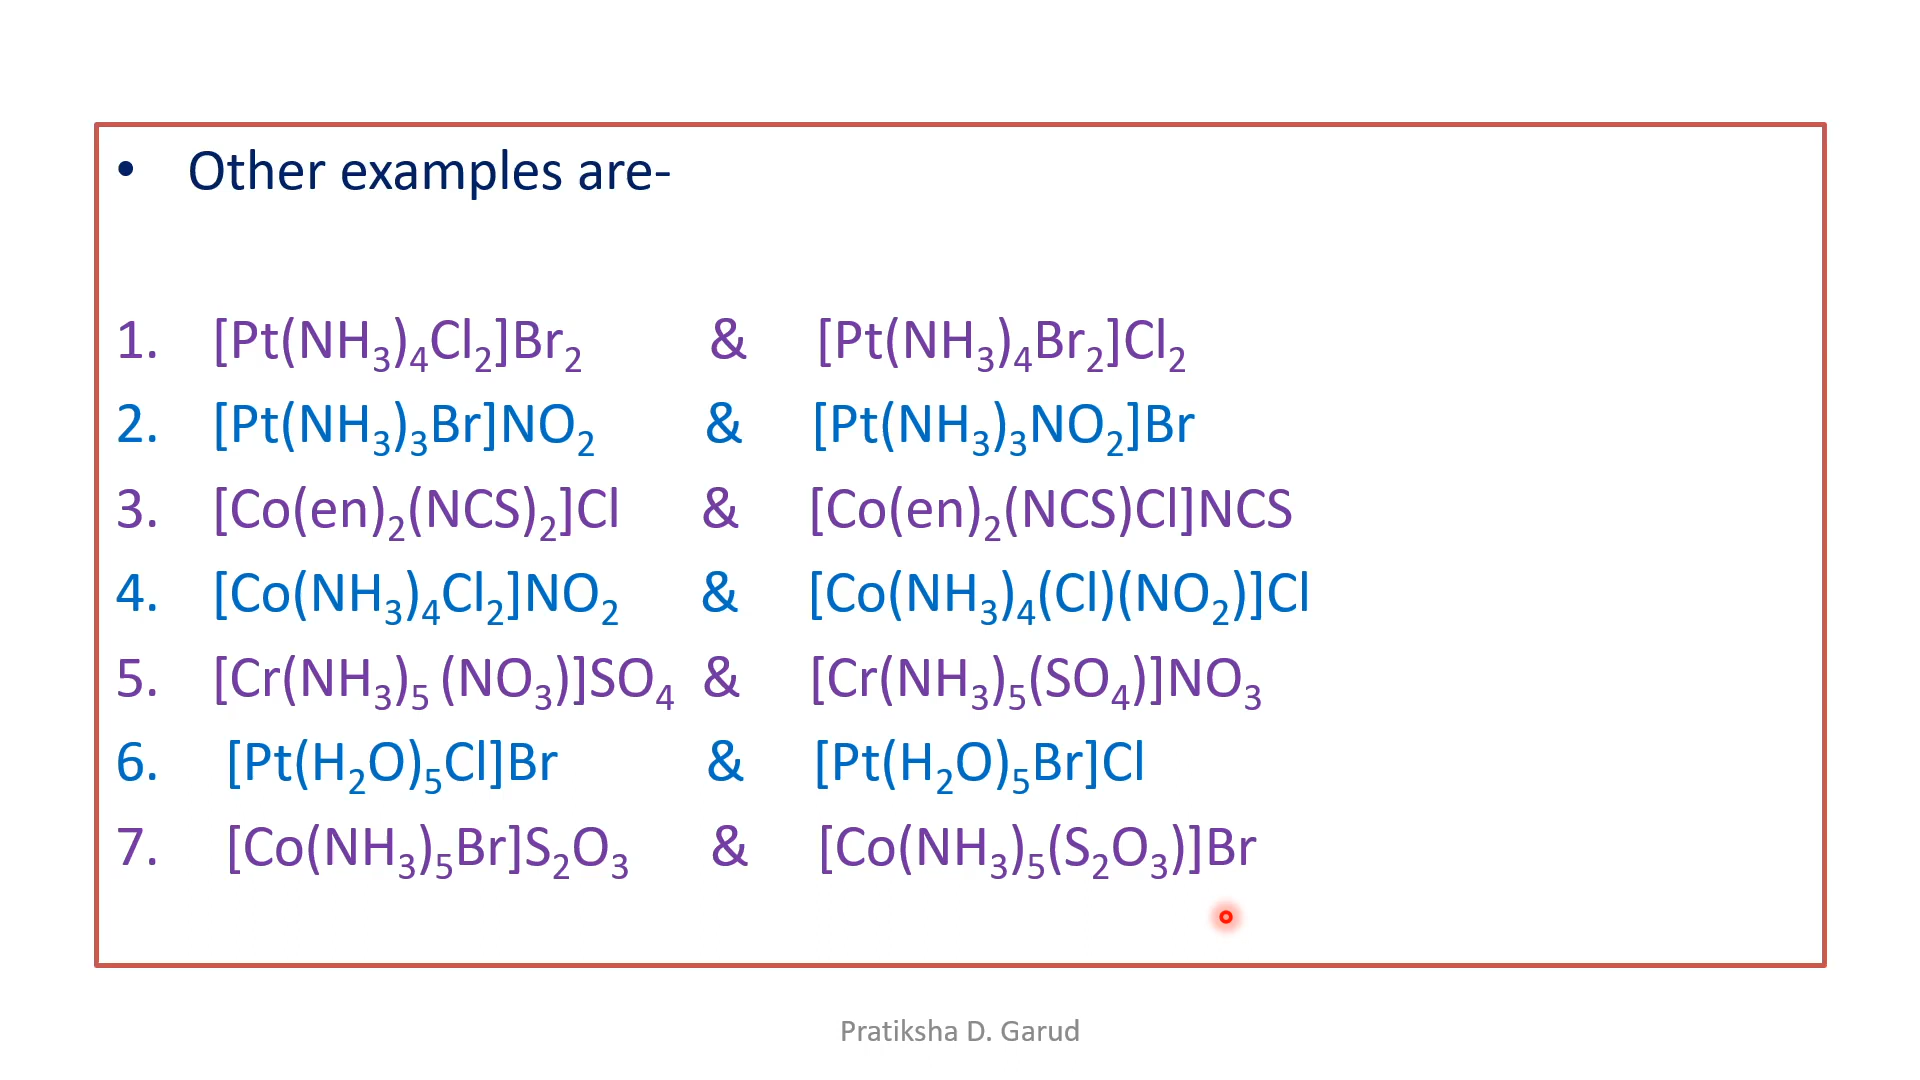 • Other examples are-
1. [Pt(NH₃)₄Cl₂]Br₂ & [Pt(NH₃)₄Br₂]Cl₂
2. [Pt(NH₃)₃Br]NO₂ & [Pt(NH₃)₃NO₂]Br
3. [Co(en)₂(NCS)₂]Cl & [Co(en)₂(NCS)Cl]NCS
4. [Co(NH₃)₄Cl₂]NO₂ & [Co(NH₃)₄(Cl)(NO₂)]Cl
5. [Cr(NH₃)₅ (NO₃)]SO₄ & [Cr(NH₃)₅(SO₄)]NO₃
6. [Pt(H₂O)₅Cl]Br & [Pt(H₂O)₅Br]Cl
7. [Co(NH₃)₅Br]S₂O₃ & [Co(NH₃)₅(S₂O₃)]Br
Pratiksha D. Garud